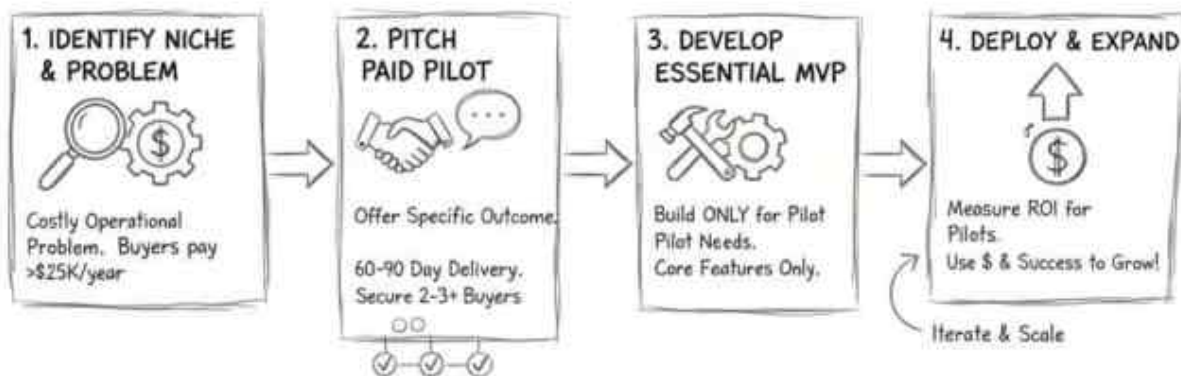 1. IDENTIFY NICHE
& PROBLEM
$
Costly Operational
Problem. Buyers pay
>$25K/year
2. PITCH
PAID PILOT
Offer Specific Outcome.
60-90 Day Delivery.
Secure 2-3+ Buyers
3. DEVELOP
ESSENTIAL MVP
Build ONLY for Pilot
Pilot Needs.
Core Features Only.
4. DEPLOY & EXPAND
$
Measure ROI for
Pilots.
Use $ & Success to Grow!
Iterate & Scale